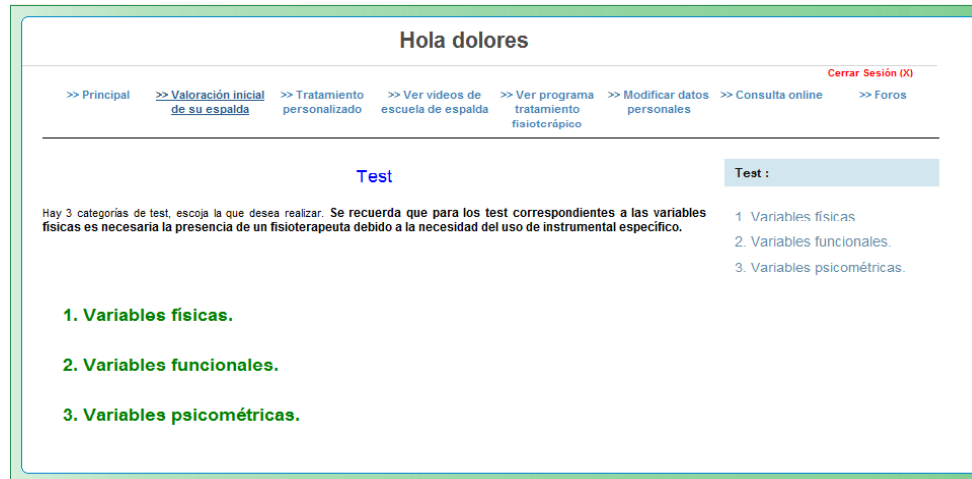 Hola dolores
Cerrar Sesión (X)
>> Principal
>> Valoración inicial
de su espalda
>> Tratamiento
personalizado
>> Ver videos de
escuela de espalda
>> Ver programa
tratamiento
fisioterápico
>> Modificar datos
personales
>> Consulta online
>> Foros
Test
Hay 3 categorías de test, escoja la que desea realizar. Se recuerda que para los test correspondientes a las variables
físicas es necesaria la presencia de un fisioterapeuta debido a la necesidad del uso de instrumental específico.
1. Variables físicas.
2. Variables funcionales.
3. Variables psicométricas.
Test :
1 Variables físicas
2. Variables funcionales.
3. Variables psicométricas.